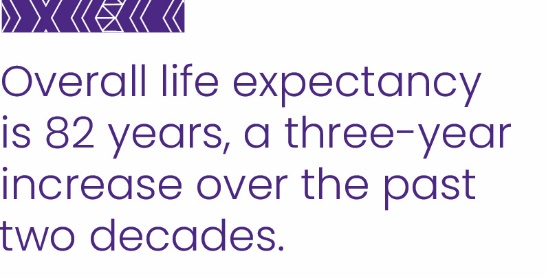 Overall life expectancy
is 82 years, a three-year
increase over the past
two decades.